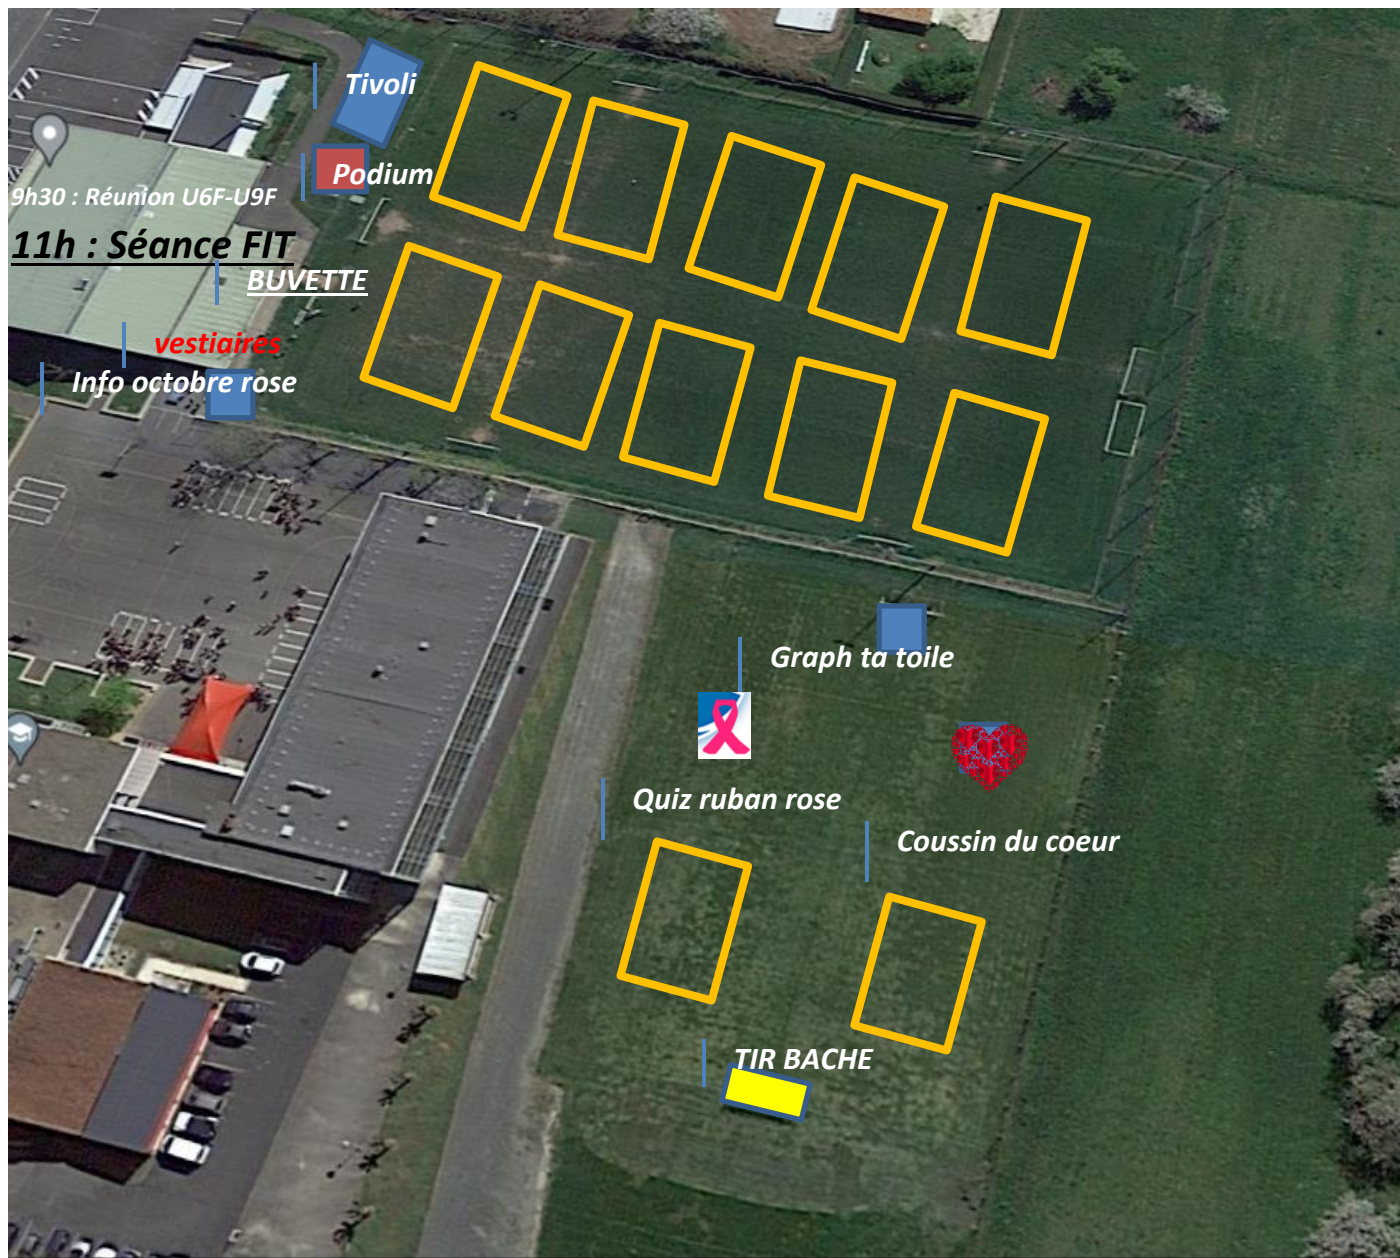 Tivoli
Podium
9h30 : Réunion U6F-U9F
11h : Séance FIT
BUVETTE
vestiaires
Info octobre rose
Graph ta toile
Quiz ruban rose
Coussin du coeur
TIR BACHE